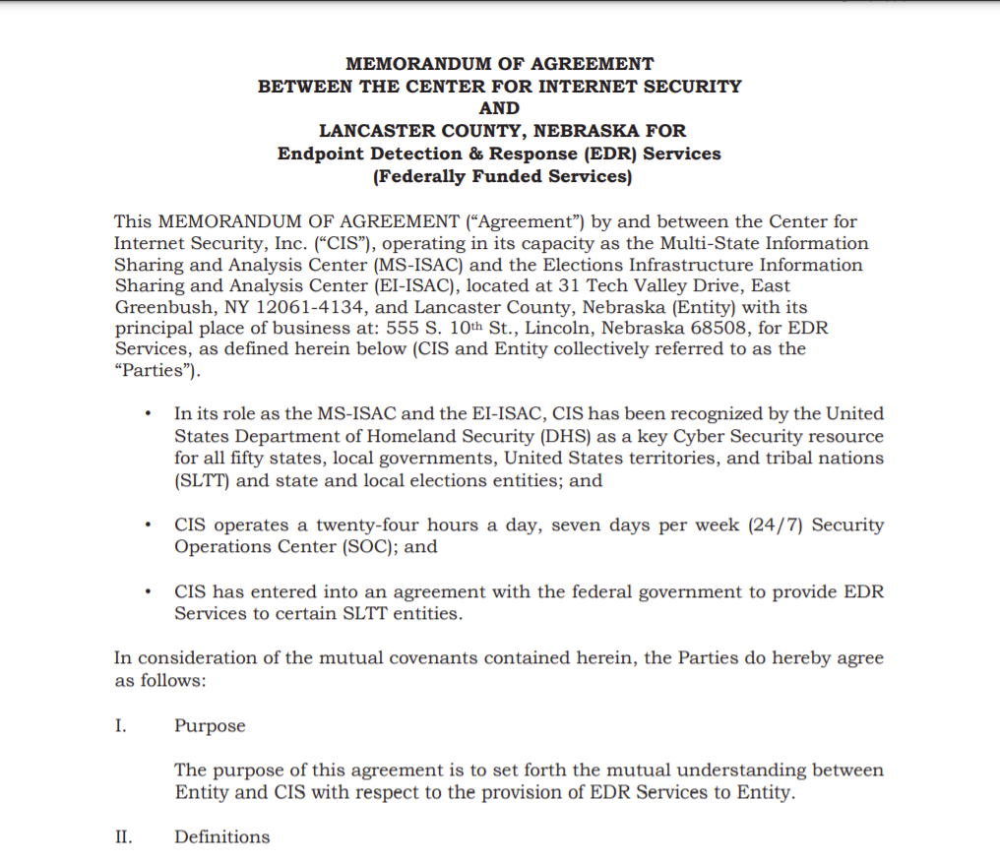 MEMORANDUM OF AGREEMENT
BETWEEN THE CENTER FOR INTERNET SECURITY
AND
LANCASTER COUNTY, NEBRASKA FOR
Endpoint Detection & Response (EDR) Services
(Federally Funded Services)
This MEMORANDUM OF AGREEMENT (“Agreement”) by and between the Center for
Internet Security, Inc. (“CIS”), operating in its capacity as the Multi-State Information
Sharing and Analysis Center (MS-ISAC) and the Elections Infrastructure Information
Sharing and Analysis Center (EI-ISAC), located at 31 Tech Valley Drive, East
Greenbush, NY 12061-4134, and Lancaster County, Nebraska (Entity) with its
principal place of business at: 555 S. 10th St., Lincoln, Nebraska 68508, for EDR
Services, as defined herein below (CIS and Entity collectively referred to as the
“Parties”).
• In its role as the MS-ISAC and the EI-ISAC, CIS has been recognized by the United
States Department of Homeland Security (DHS) as a key Cyber Security resource
for all fifty states, local governments, United States territories, and tribal nations
(SLTT) and state and local elections entities; and
• CIS operates a twenty-four hours a day, seven days per week (24/7) Security
Operations Center (SOC); and
• CIS has entered into an agreement with the federal government to provide EDR
Services to certain SLTT entities.
In consideration of the mutual covenants contained herein, the Parties do hereby agree
as follows:
I. Purpose
The purpose of this agreement is to set forth the mutual understanding between
Entity and CIS with respect to the provision of EDR Services to Entity.
II. Definitions